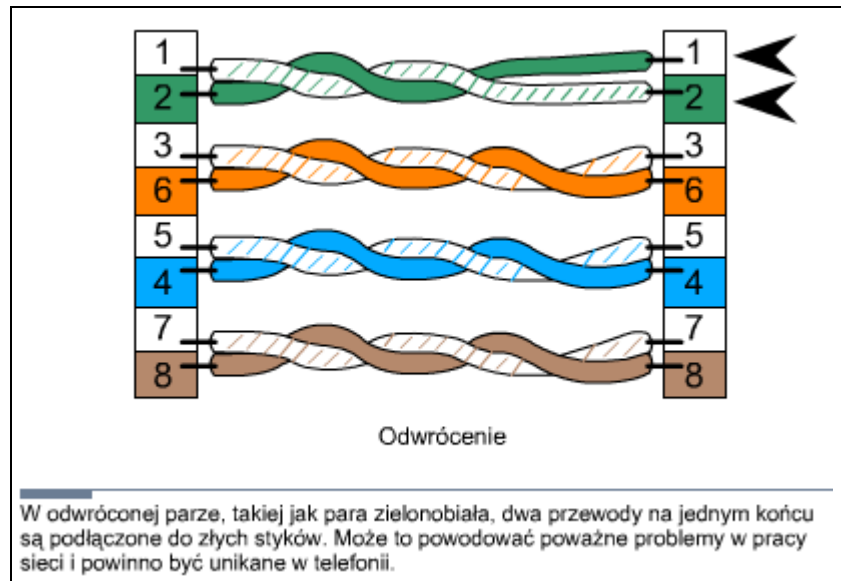 1 1
2 2
3 3
6 6
5 5
4 4
7 7
8 8
Odwrócenie
W odwróconej parze, takiej jak para zielonobiała, dwa przewody na jednym końcu
są podłączone do złych styków. Może to powodować poważne problemy w pracy
sieci i powinno być unikane w telefonii.